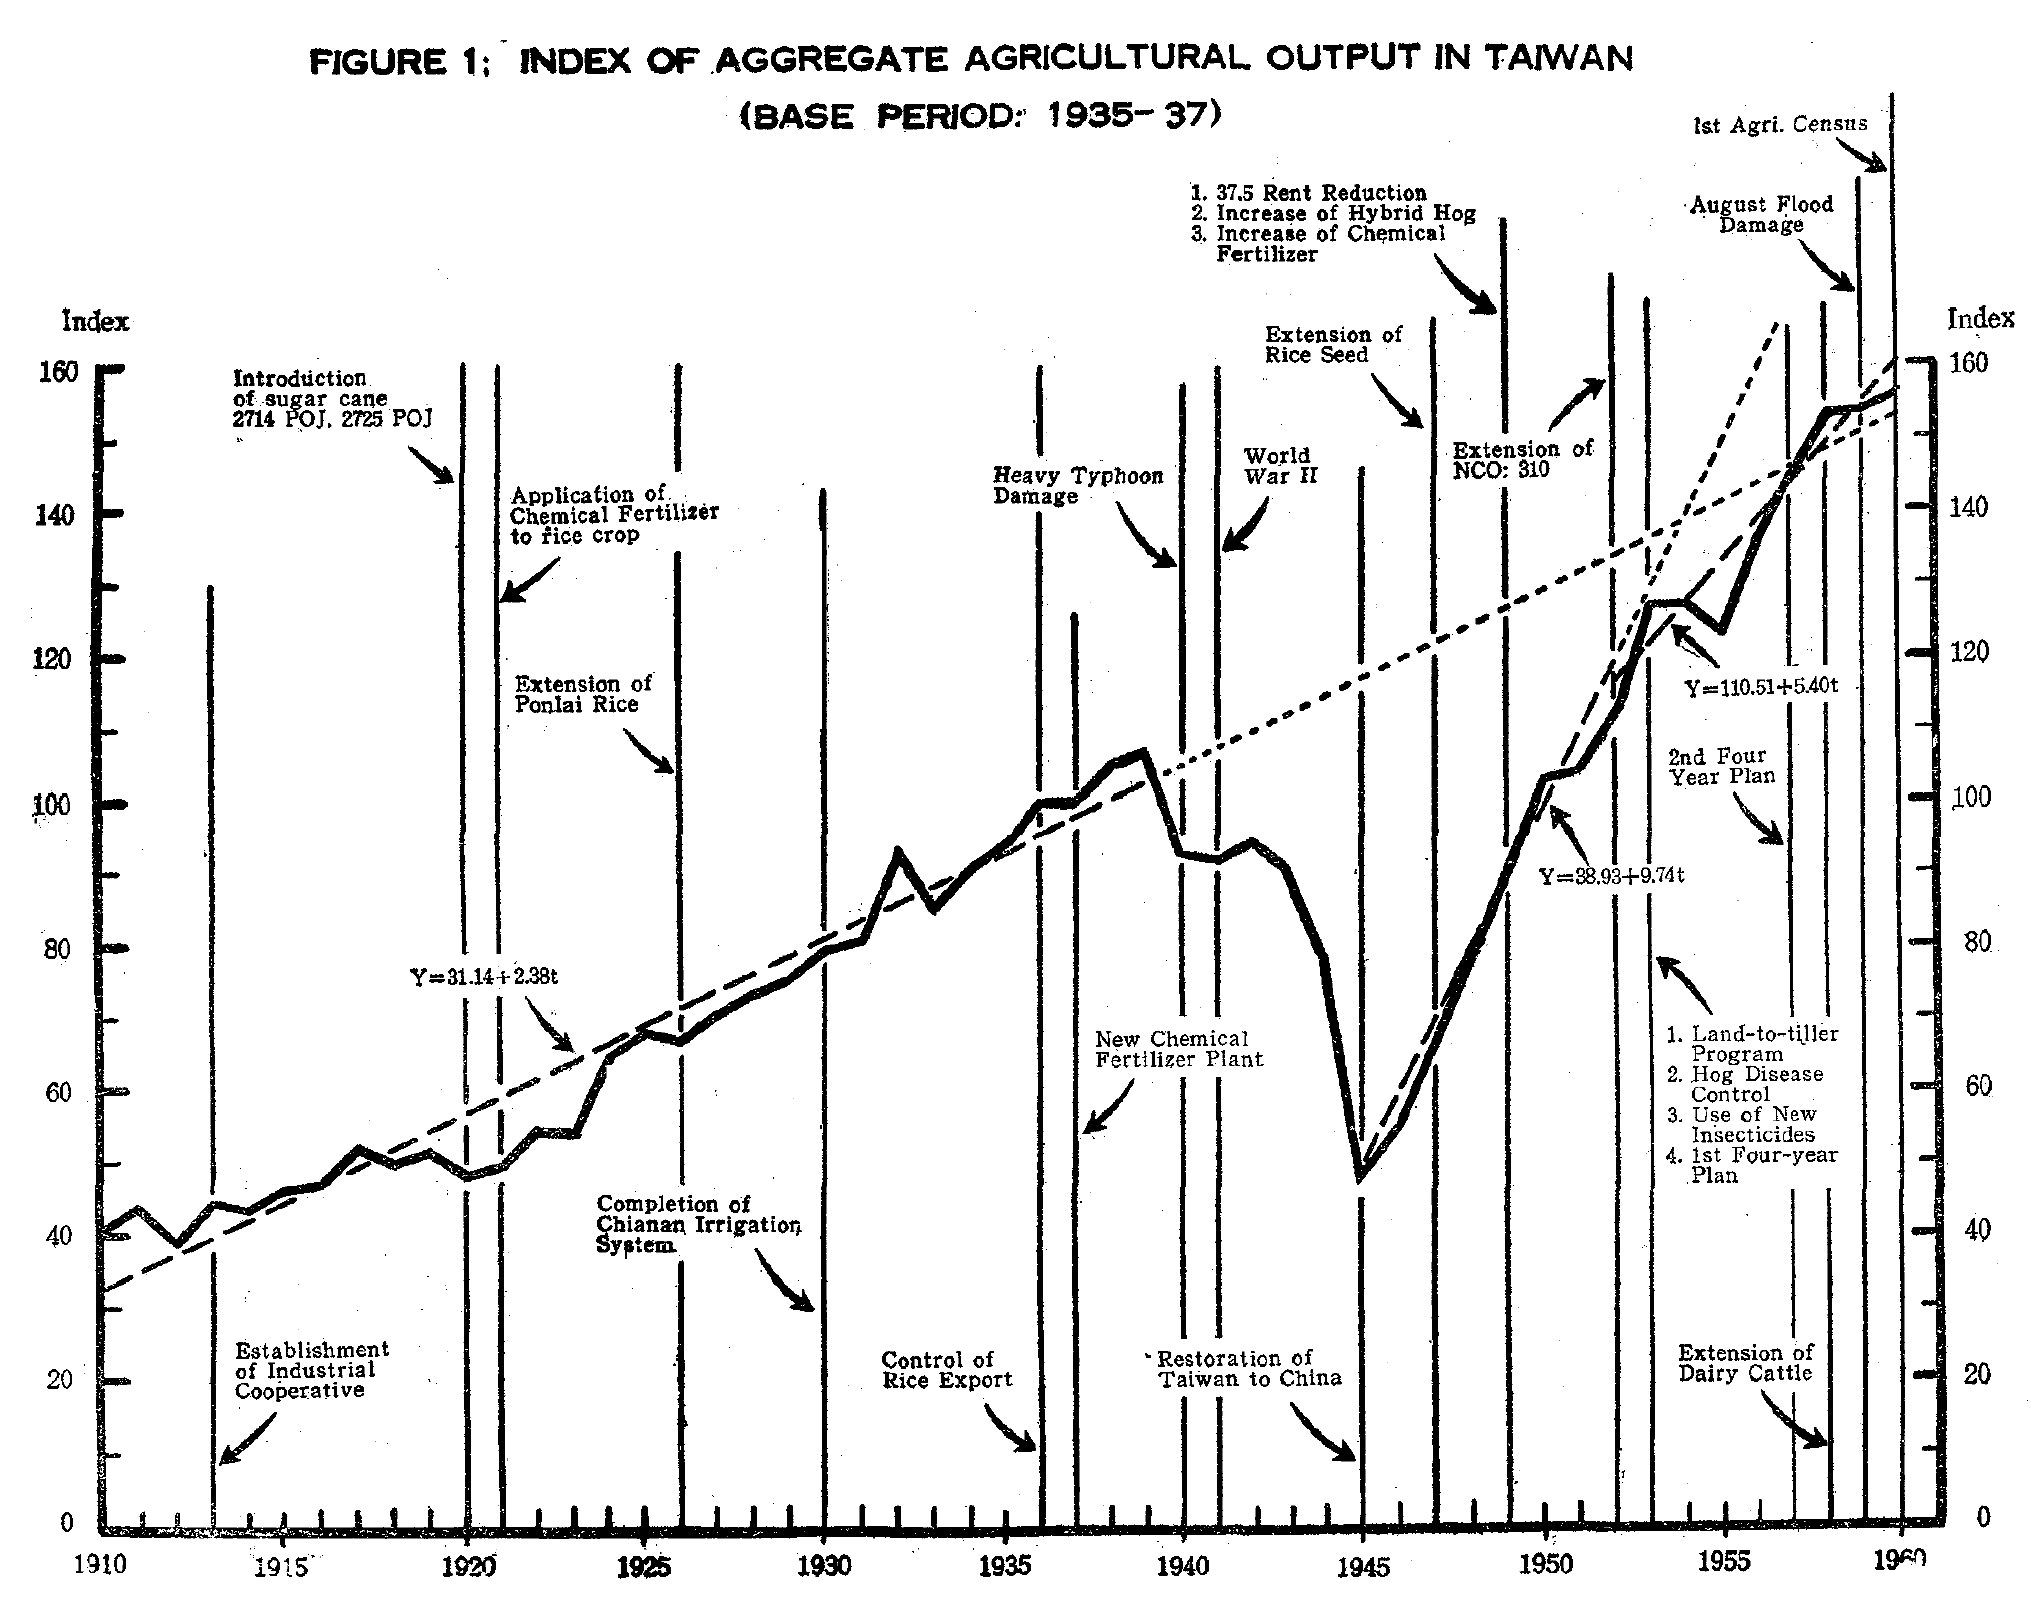 FIGURE 1; INDEX OF AGGREGATE AGRICULTURAL OUTPUT IN TAIWAN
(BASE PERIOD: 1935-37)
1st Agri. Census
August Flood
Damage
1. 37.5 Rent Reduction
2. Increase of Hybrid Hog
3. Increase of Chemical
Fertilizer
Index
Index
Extension of
Rice Seed
Introduction
of sugar cane
2714 POJ. 2725 POJ
Extension of
NCO: 310
World
War II
Heavy Typhoon
Damage
Application of
Chemical Fertilizer
to rice crop
Extension of
Ponlai Rice
Y=110.51+5.40t
2nd Four
Year Plan
Y=38.93+9.74t
Y=31.14+2.38t
New Chemical
Fertilizer Plant
1. Land-to-tiller
Program
2. Hog Disease
Control
3. Use of New
Insecticides
4. 1st Four-year
Plan
Completion of
Chianan Irrigation
System
Establishment
of Industrial
Cooperative
Control of
Rice Export
Restoration of
Taiwan to China
Extension of
Dairy Cattle
160
140
120
100
80
60
40
20
0
160
140
120
100
80
60
40
20
0
1910 1915 1920 1925 1930 1935 1940 1945 1950 1955 1960